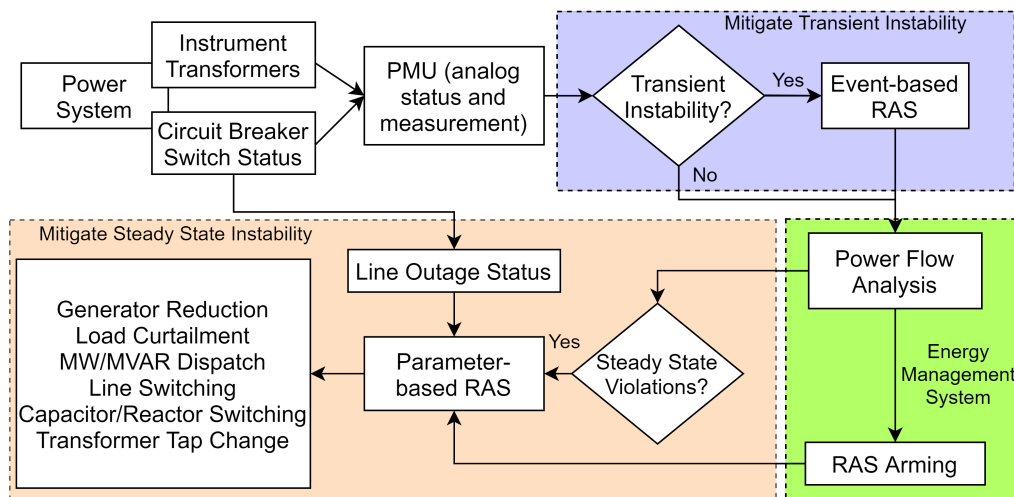 Mitigate Transient Instability
Instrument
Transformers
Power
System
Circuit Breaker
Switch Status
PMU (analog
status and
measurement)
Transient
Instability?
Yes
Event-based
RAS
No
Mitigate Steady State Instability
Line Outage Status
Power Flow
Analysis
Generator Reduction
Load Curtailment
MW/MVAR Dispatch
Line Switching
Capacitor/Reactor Switching
Transformer Tap Change
Parameter-
based RAS
Yes
Steady State
Violations?
Energy
Management
System
RAS Arming